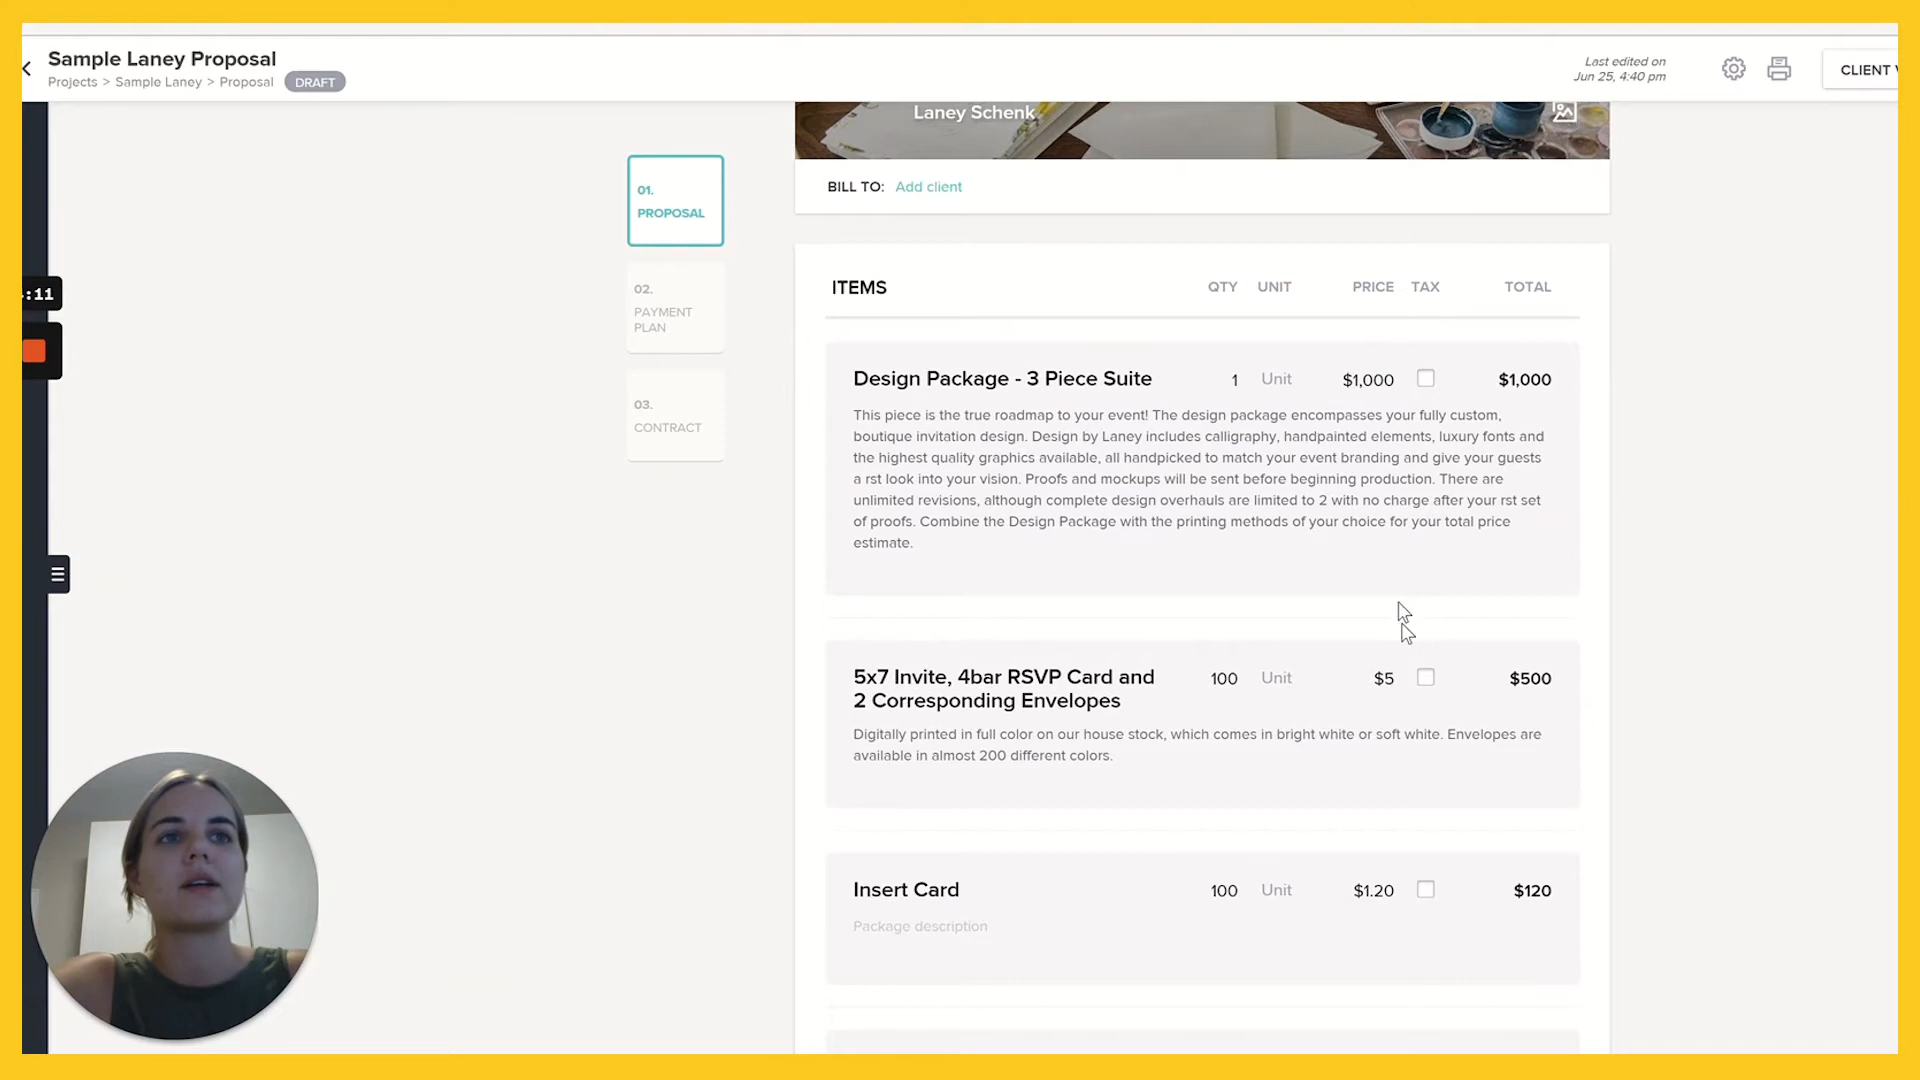 Sample Laney Proposal
Projects > Sample Laney > Proposal DRAFT
Last edited on
Jun 25, 4:40 pm
CLIENT
Laney Schenk
BILL TO: Add client
01.
PROPOSAL
02.
PAYMENT
PLAN
03.
CONTRACT
:11
ITEMS QTY UNIT PRICE TAX TOTAL
Design Package - 3 Piece Suite 1 Unit $1,000 $1,000
This piece is the true roadmap to your event! The design package encompasses your fully custom,
boutique invitation design. Design by Laney includes calligraphy, handpainted elements, luxury fonts and
the highest quality graphics available, all handpicked to match your event branding and give your guests
a rst look into your vision. Proofs and mockups will be sent before beginning production. There are
unlimited revisions, although complete design overhauls are limited to 2 with no charge after your rst set
of proofs. Combine the Design Package with the printing methods of your choice for your total price
estimate.
5x7 Invite, 4bar RSVP Card and 100 Unit $5 $500
2 Corresponding Envelopes
Digitally printed in full color on our house stock, which comes in bright white or soft white. Envelopes are
available in almost 200 different colors.
Insert Card 100 Unit $1.20 $120
Package description